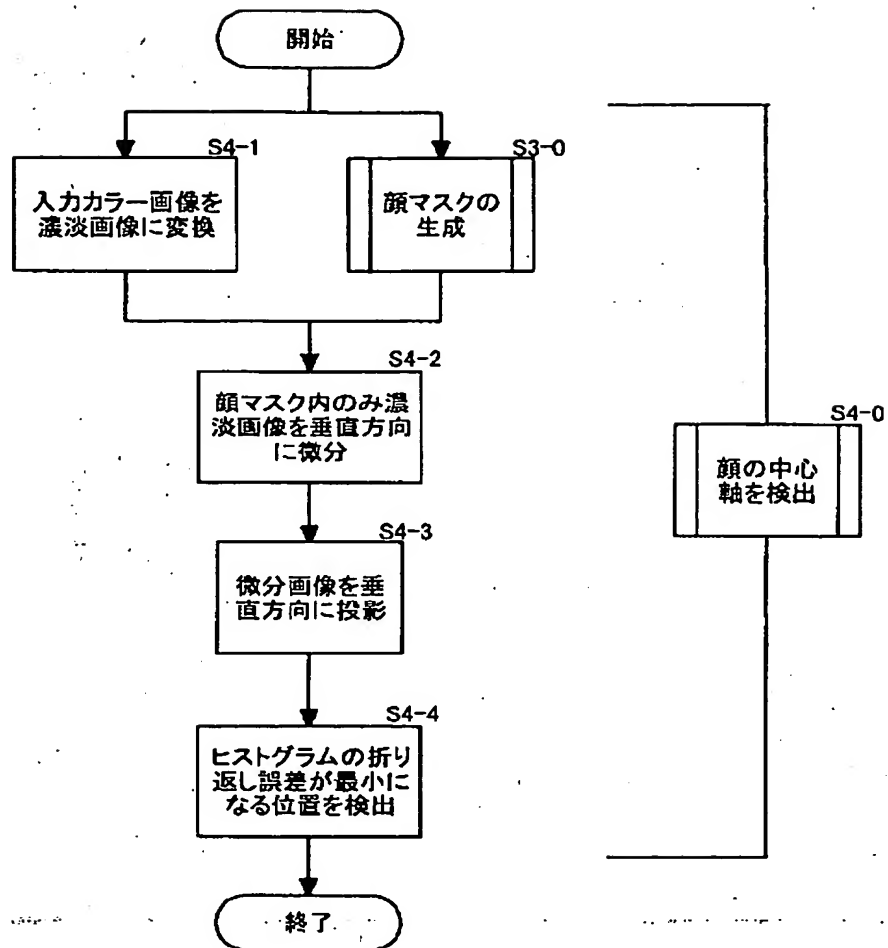 開始
S4-1
入力カラー画像を
濃淡画像に変換
S3-0
顔マスクの
生成
S4-2
顔マスク内のみ濃
淡画像を垂直方向
に微分
S4-3
微分画像を垂
直方向に投影
S4-4
ヒストグラムの折り
返し誤差が最小に
なる位置を検出
終了
S4-0
顔の中心
軸を検出